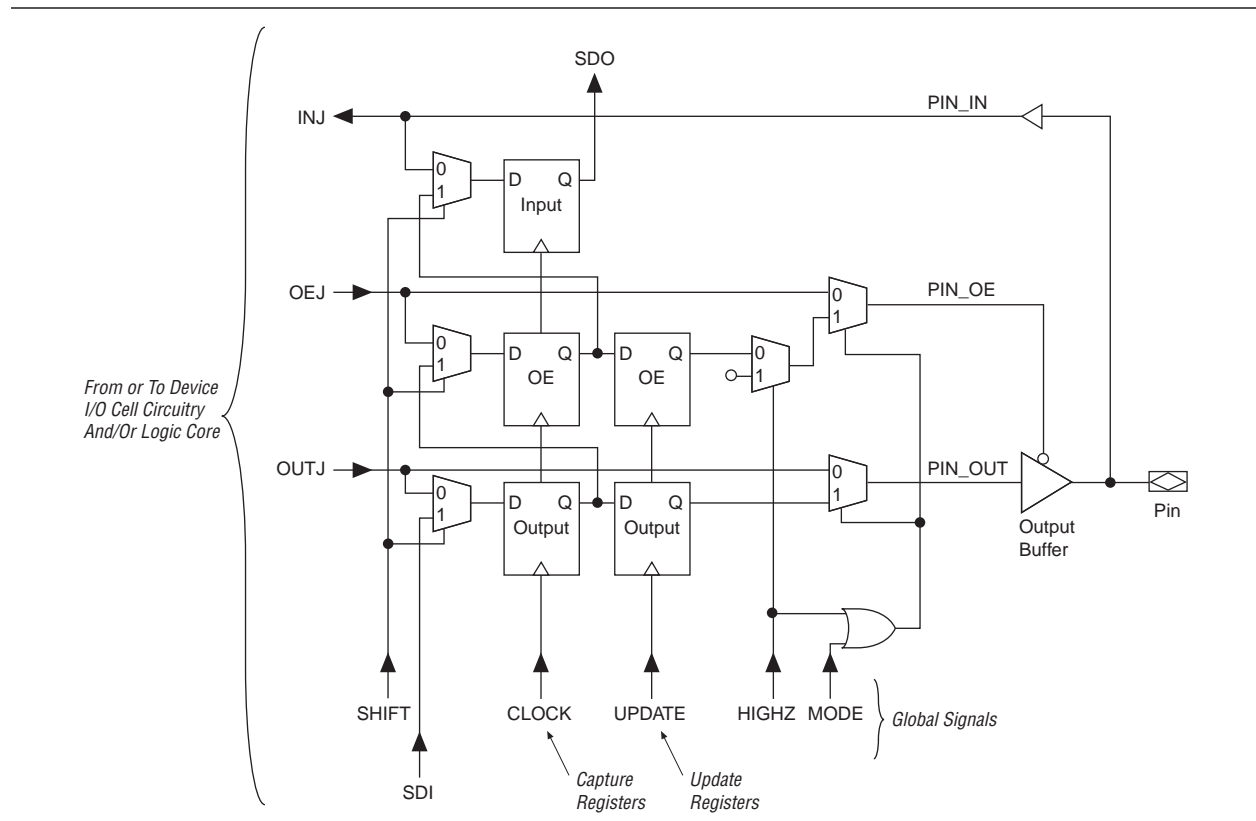 SDO
INJ
PIN_IN
0
1
D Q
Input
OEJ
0
1
PIN_OE
0
1
D Q
OE
D Q
OE
0
1
From or To Device
I/O Cell Circuitry
And/Or Logic Core
OUTJ
0
1
PIN_OUT
0
1
D Q
Output
D Q
Output
Output
Buffer
Pin
SHIFT
CLOCK
UPDATE
HIGHZ
MODE
Global Signals
SDI
Capture
Registers
Update
Registers